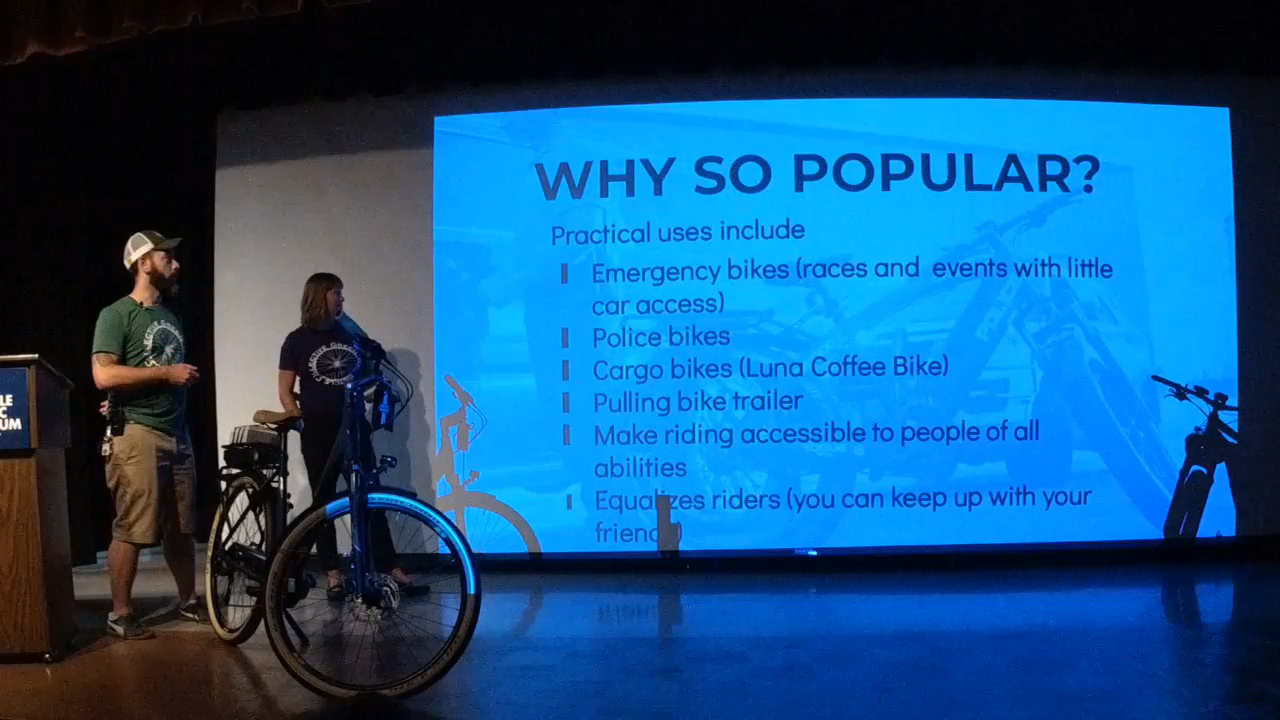 WHY SO POPULAR?
Practical uses include
Emergency bikes (races and events with little
car access)
Police bikes
Cargo bikes (Luna Coffee Bike)
Pulling bike trailer
Make riding accessible to people of all
abilities
Equalizes riders (you can keep up with your